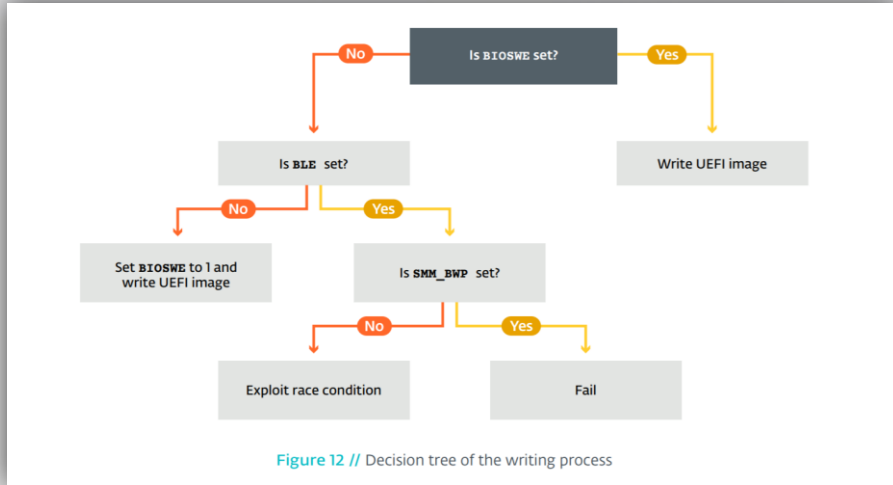 Is BIOSWE set?
No
Yes
Is BLE set?
Write UEFI image
No
Yes
Set BIOSWE to 1 and
write UEFI image
Is SMM_BWP set?
No
Yes
Exploit race condition
Fail
Figure 12 // Decision tree of the writing process